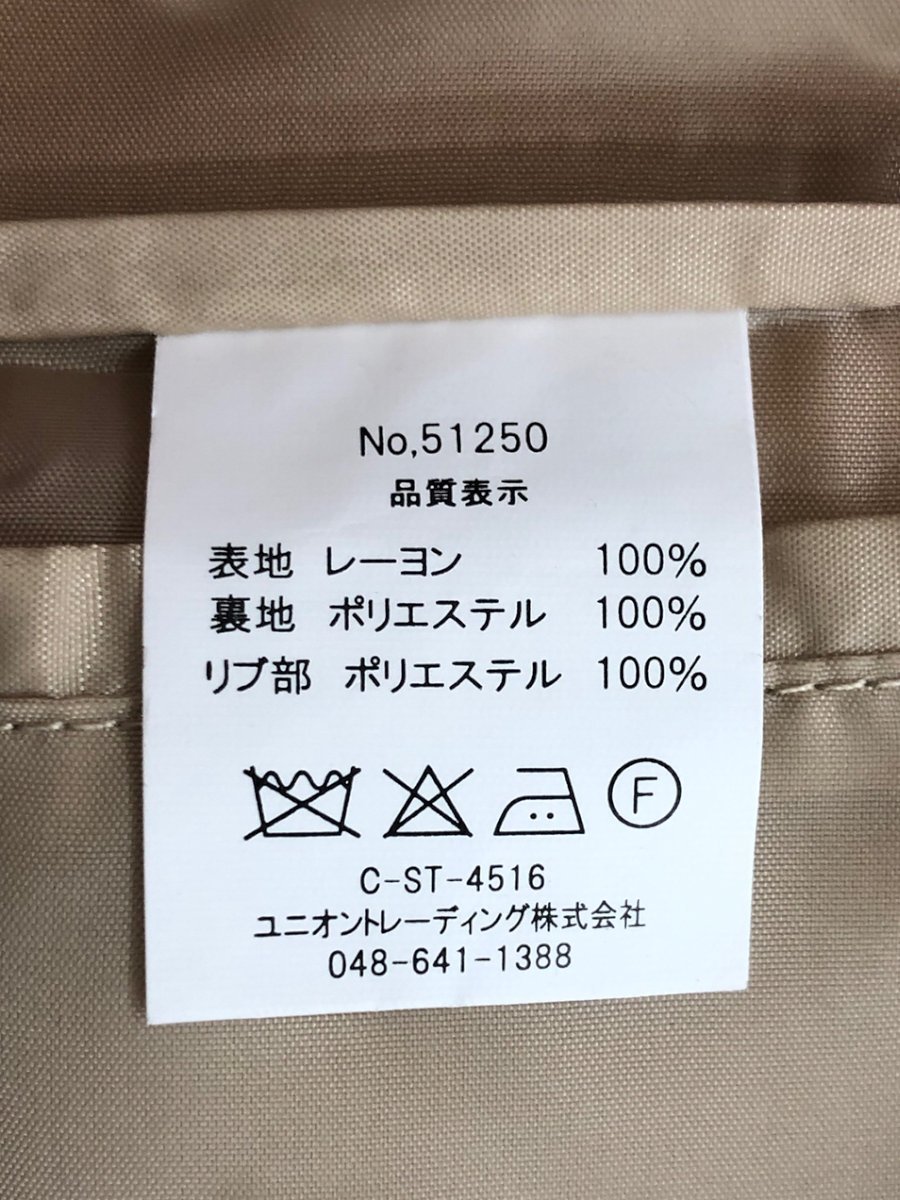 No,51250
品質表示
表地 レーヨン 100%
裏地 ポリエステル 100%
リブ部 ポリエステル 100%
F
C-ST-4516
ユニオントレーディング株式会社
048-641-1388